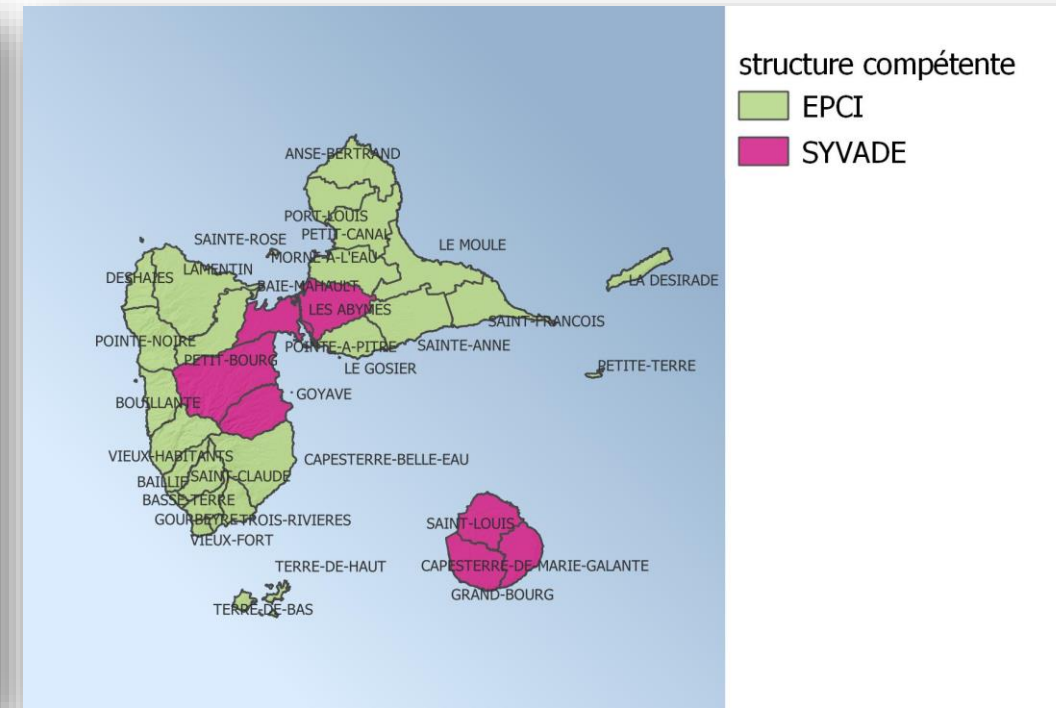 structure compétente
EPCI
SYVADE
ANSE-BERTRAND
PORT-LOUIS
PETIT-CANAL
SAINTE-ROSE
LE MOULE
MORNE-A-L'EAU
LAMENTIN
DESHAIES
BAIE-MAHAULT
LA DESIRADE
LES ABYMES
SAINT-FRANCOIS
POINTE-NOIRE
POINTE-A-PITRE
SAINTE-ANNE
PETIT-BOURG
LE GOSIER
PETITE-TERRE
GOYAVE
BOUILLANTE
VIEUX-HABITANTS
CAPESTERRE-BELLE-EAU
SAINT-CLAUDE
BAILLIF
BASSE-TERRE
GOURBEYRE
TROIS-RIVIERES
SAINT-LOUIS
VIEUX-FORT
TERRE-DE-HAUT
CAPESTERRE-DE-MARIE-GALANTE
GRAND-BOURG
TERRE-DE-BAS